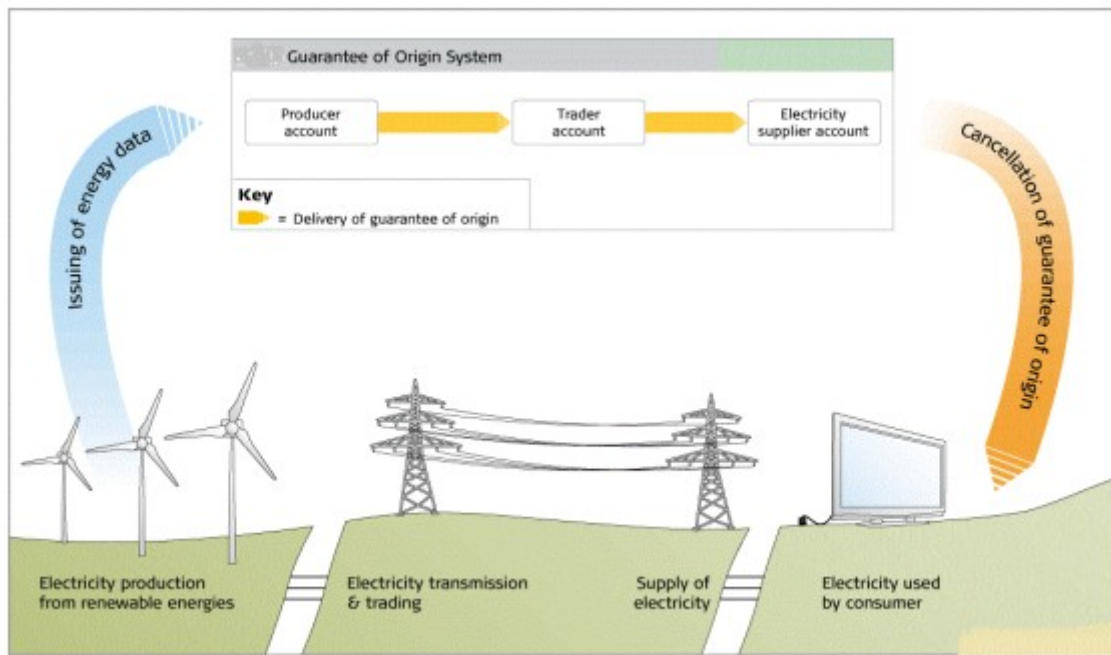 Guarantee of Origin System
Producer
account
Trader
account
Electricity
supplier account
Key
= Delivery of guarantee of origin
Issuing of energy data
Cancellation of guarantee of origin
Electricity production
from renewable energies
Electricity transmission
& trading
Supply of
electricity
Electricity used
by consumer